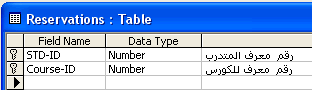 Reservations : Table
Field Name Data Type
STD-ID Number رقم معرف المتدرب
Course-ID Number رقم معرف للكورس